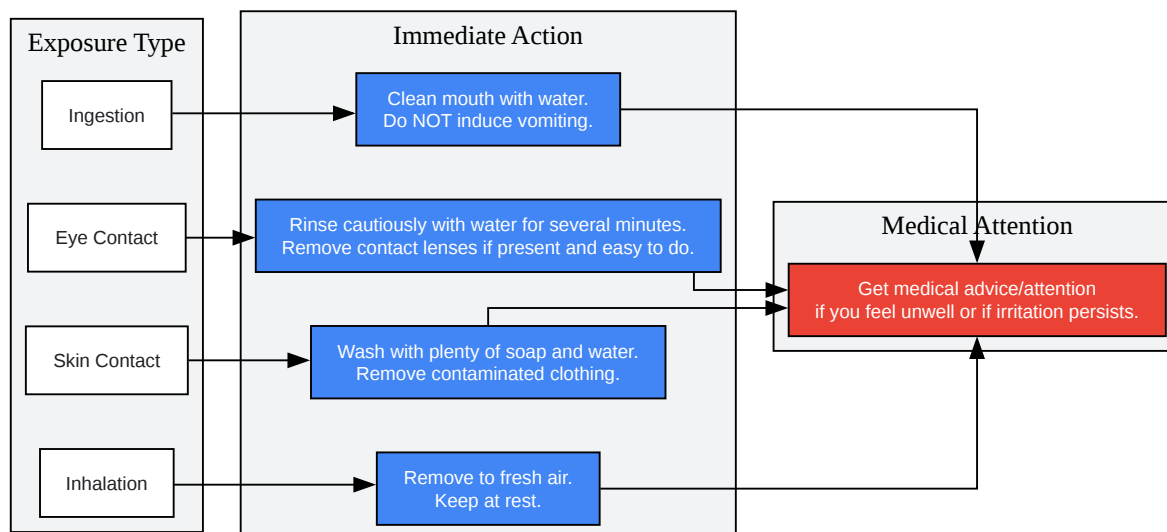 Exposure Type
Immediate Action
Ingestion
Clean mouth with water.
Do NOT induce vomiting.
Eye Contact
Rinse cautiously with water for several minutes.
Remove contact lenses if present and easy to do.
Medical Attention
Get medical advice/attention
if you feel unwell or if irritation persists.
Skin Contact
Wash with plenty of soap and water.
Remove contaminated clothing.
Inhalation
Remove to fresh air.
Keep at rest.